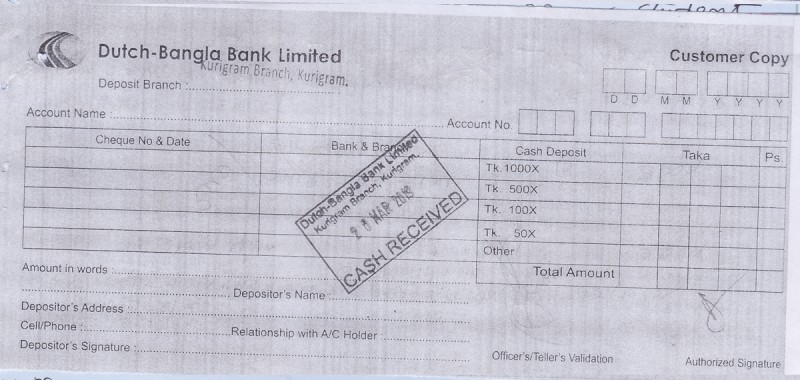 Dutch-Bangla Bank Limited
Customer Copy
Kurigram Branch, Kurigram.
Deposit Branch :
D D M M Y Y Y Y
Account Name :
Account No.
Cheque No & Date
Bank & Branch
Cash Deposit
Taka
Ps.
Tk. 1000X
Tk. 500X
Tk. 100X
Tk. 50X
Other
Total Amount
Dutch-Bangla Bank Limited
Kurigram Branch, Kurigram.
MAR
CASH RECEIVED
Amount in words :
Depositor's Name :
Depositor's Address :
Cell/Phone :
Relationship with A/C Holder :
Depositor's Signature :
Officer's/Teller's Validation
Authorized Signature